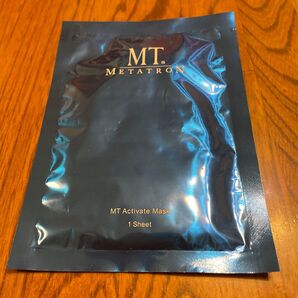 MT®
METATRON
MT Activate Mask
1 Sheet